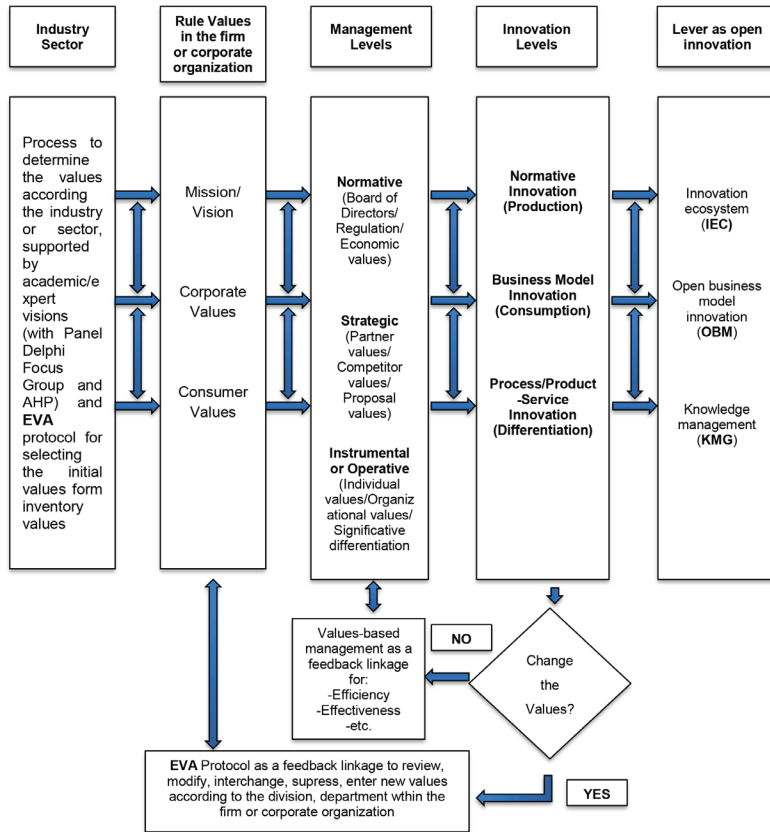 Industry
Sector
Rule Values
in the firm
or corporate
organization
Management
Levels
Innovation
Levels
Lever as open
innovation
Process to
determine the
values
according
the industry
or sector,
supported
by
academic/e
xpert
visions
(with Panel
Delphi
Focus
Group and
AHP) and
EVA
protocol for
selecting
the initial
values form
inventory
values
Mission/
Vision
Corporate
Values
Consumer
Values
Normative
(Board of
Directors/
Regulation/
Economic
values)
Strategic
(Partner
values/
Competitor
values/
Proposal
values)
Instrumental
or Operative
(Individual
values/Organiz
ational values/
Significative
differentiation
Normative
Innovation
(Production)
Business Model
Innovation
(Consumption)
Process/Product
-Service
Innovation
(Differentiation)
Innovation
ecosystem
(IEC)
Open business
model
innovation
(OBM)
Knowledge
management
(KMG)
Values-based
management as a
feedback linkage
for:
-Efficiency
-Effectiveness
-etc.
NO
Change
the
Values?
EVA Protocol as a feedback linkage to review,
modify, interchange, supress, enter new values
according to the division, department wthin the
firm or corporate organization
YES